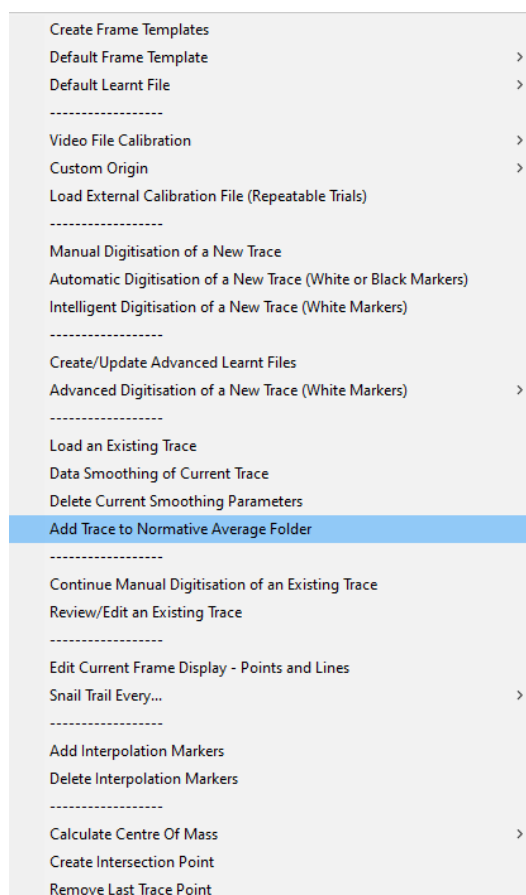 Create Frame Templates
Default Frame Template
Default Learnt File
------------------
Video File Calibration
Custom Origin
Load External Calibration File (Repeatable Trials)
------------------
Manual Digitisation of a New Trace
Automatic Digitisation of a New Trace (White or Black Markers)
Intelligent Digitisation of a New Trace (White Markers)
------------------
Create/Update Advanced Learnt Files
Advanced Digitisation of a New Trace (White Markers)
------------------
Load an Existing Trace
Data Smoothing of Current Trace
Delete Current Smoothing Parameters
Add Trace to Normative Average Folder
------------------
Continue Manual Digitisation of an Existing Trace
Review/Edit an Existing Trace
------------------
Edit Current Frame Display - Points and Lines
Snail Trail Every...
------------------
Add Interpolation Markers
Delete Interpolation Markers
------------------
Calculate Centre Of Mass
Create Intersection Point
Remove Last Trace Point